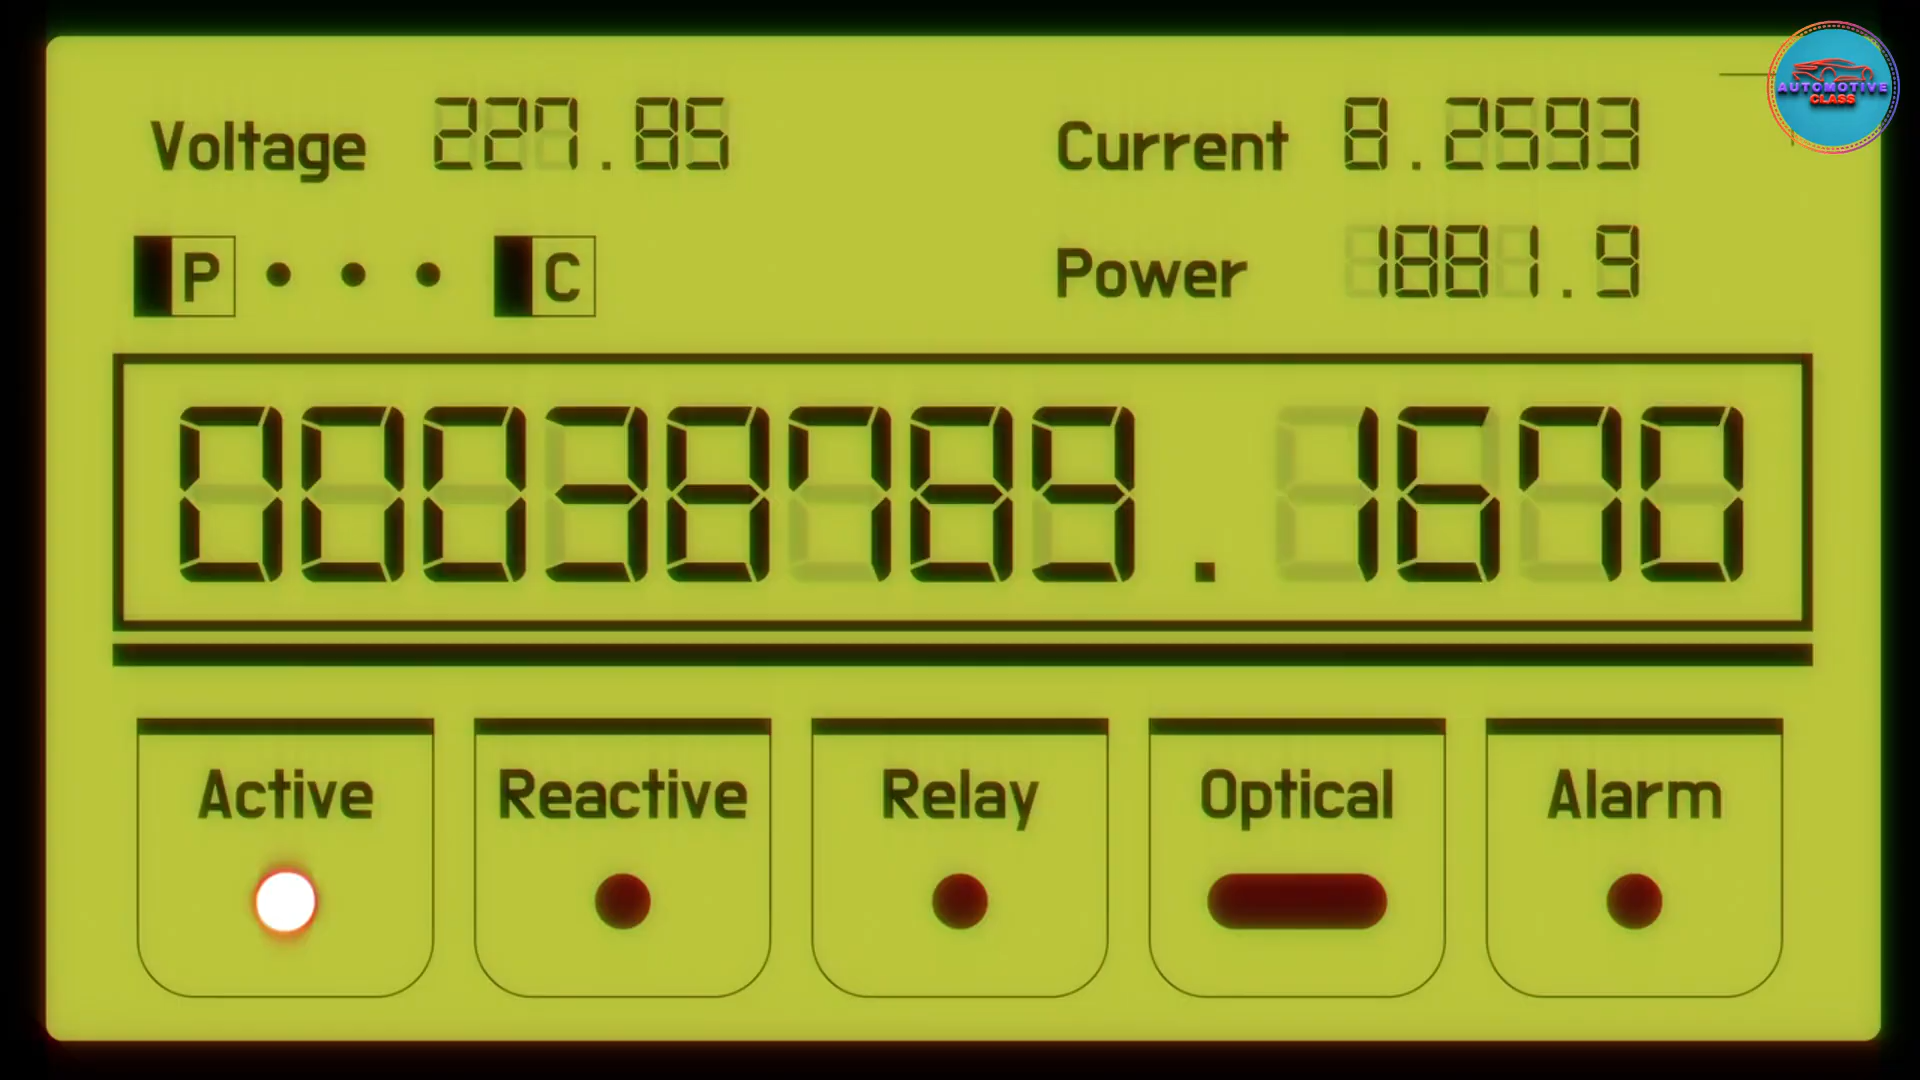 Voltage 227.85
Current 8.2593
P • • • C
Power 1881.9
00038789.1670
Active
Reactive
Relay
Optical
Alarm
AUTOMOTIVE
CLASS